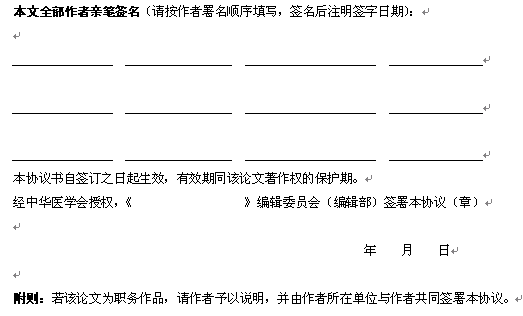 本文全部作者亲笔签名（请按作者署名顺序填写，签名后注明签字日期）：
本协议书自签订之日起生效，有效期同该论文著作权的保护期。
经中华医学会授权，《 》编辑委员会（编辑部）签署本协议（章）
年 月 日
附则：若该论文为职务作品，请作者予以说明，并由作者所在单位与作者共同签署本协议。